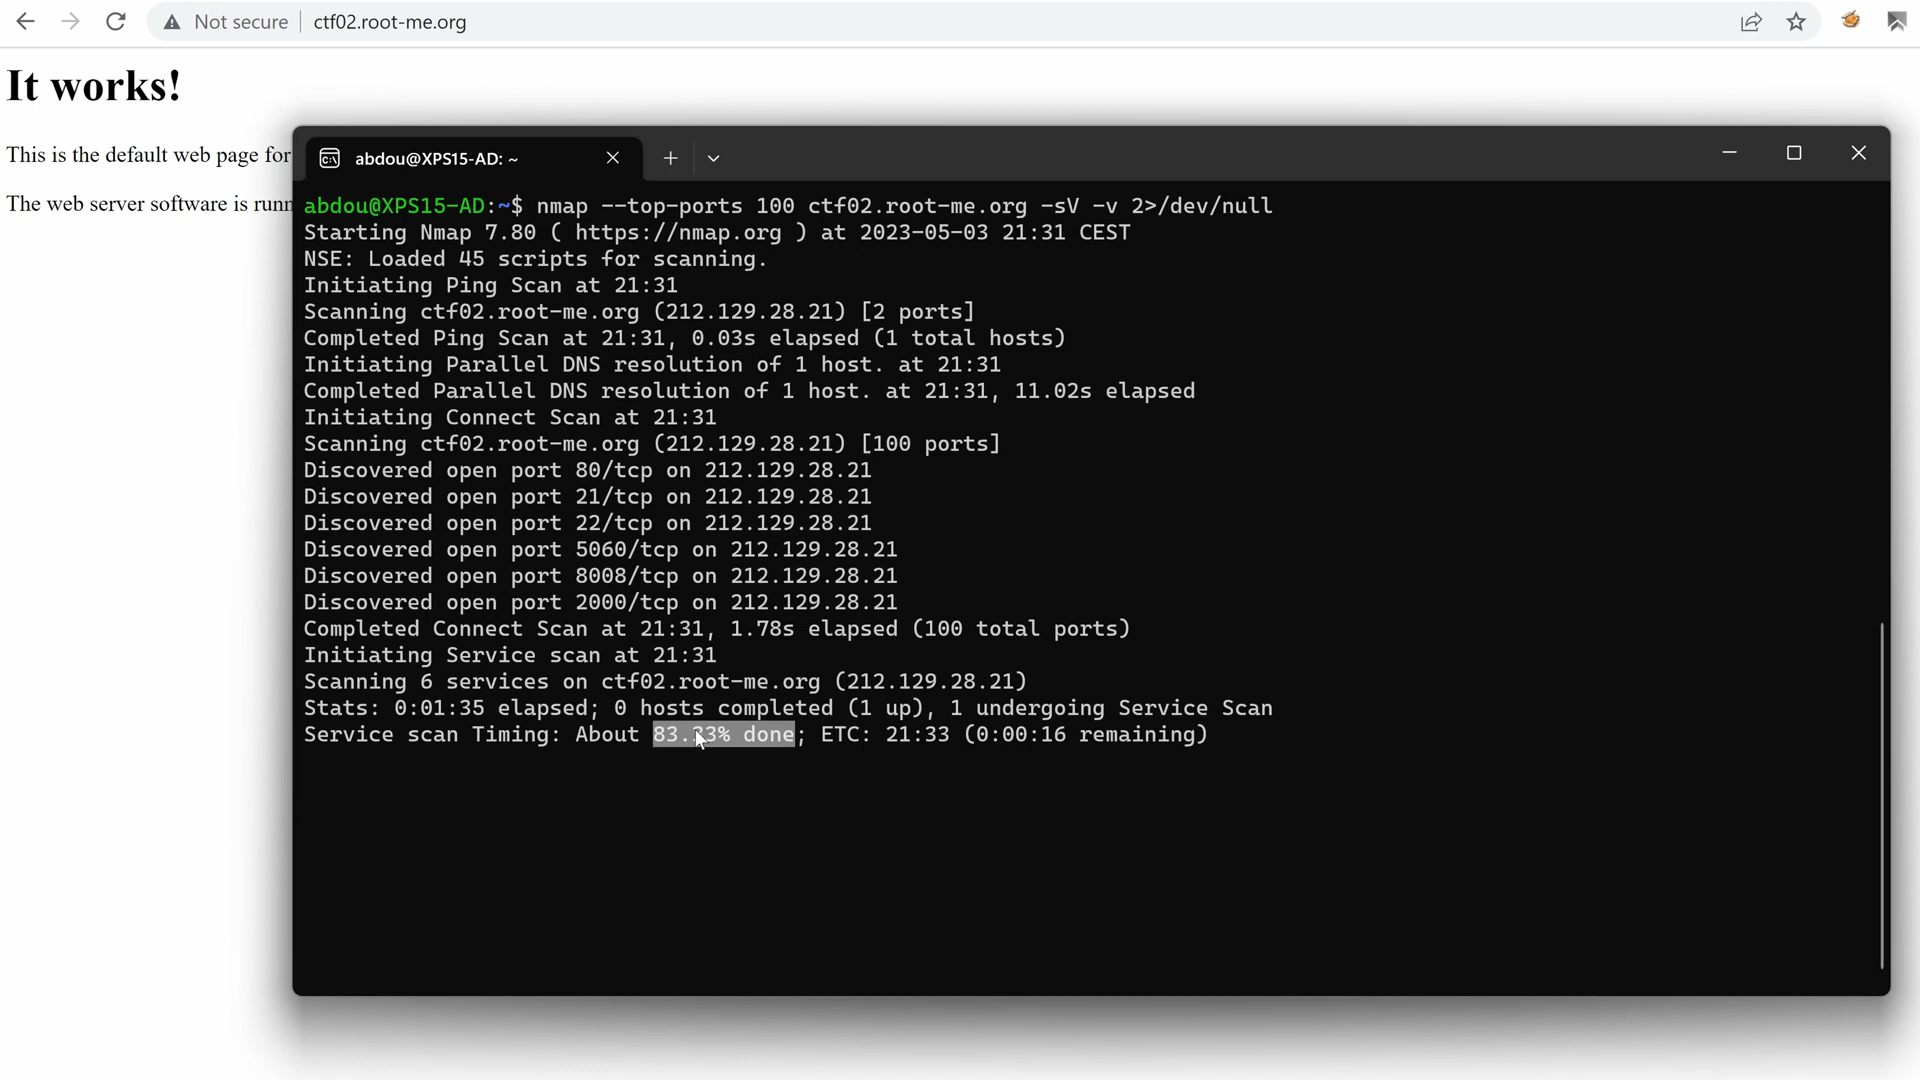 Not secure ctf02.root-me.org
It works!
This is the default web page for
The web server software is runn
abdou@XPS15-AD: ~
abdou@XPS15-AD:~$ nmap --top-ports 100 ctf02.root-me.org -sV -v 2>/dev/null
Starting Nmap 7.80 ( https://nmap.org ) at 2023-05-03 21:31 CEST
NSE: Loaded 45 scripts for scanning.
Initiating Ping Scan at 21:31
Scanning ctf02.root-me.org (212.129.28.21) [2 ports]
Completed Ping Scan at 21:31, 0.03s elapsed (1 total hosts)
Initiating Parallel DNS resolution of 1 host. at 21:31
Completed Parallel DNS resolution of 1 host. at 21:31, 11.02s elapsed
Initiating Connect Scan at 21:31
Scanning ctf02.root-me.org (212.129.28.21) [100 ports]
Discovered open port 80/tcp on 212.129.28.21
Discovered open port 21/tcp on 212.129.28.21
Discovered open port 22/tcp on 212.129.28.21
Discovered open port 5060/tcp on 212.129.28.21
Discovered open port 8008/tcp on 212.129.28.21
Discovered open port 2000/tcp on 212.129.28.21
Completed Connect Scan at 21:31, 1.78s elapsed (100 total ports)
Initiating Service scan at 21:31
Scanning 6 services on ctf02.root-me.org (212.129.28.21)
Stats: 0:01:35 elapsed; 0 hosts completed (1 up), 1 undergoing Service Scan
Service scan Timing: About 83.33% done; ETC: 21:33 (0:00:16 remaining)